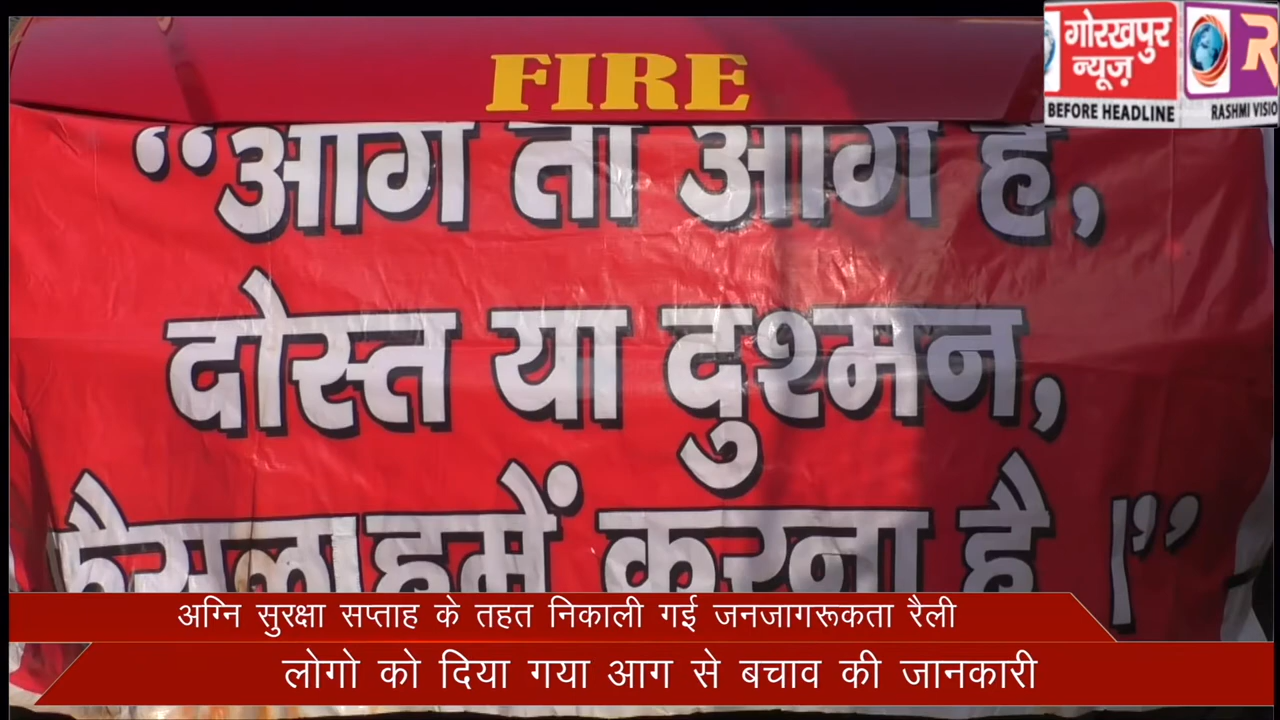 FIRE
गोरखपुर
न्यूज़
BEFORE HEADLINE
R
RASHMI VISIO
“आग तो आग है,
दोस्त या दुश्मन,
फैसला हमें करना है।”
अग्नि सुरक्षा सप्ताह के तहत निकाली गई जनजागरूकता रैली
लोगो को दिया गया आग से बचाव की जानकारी